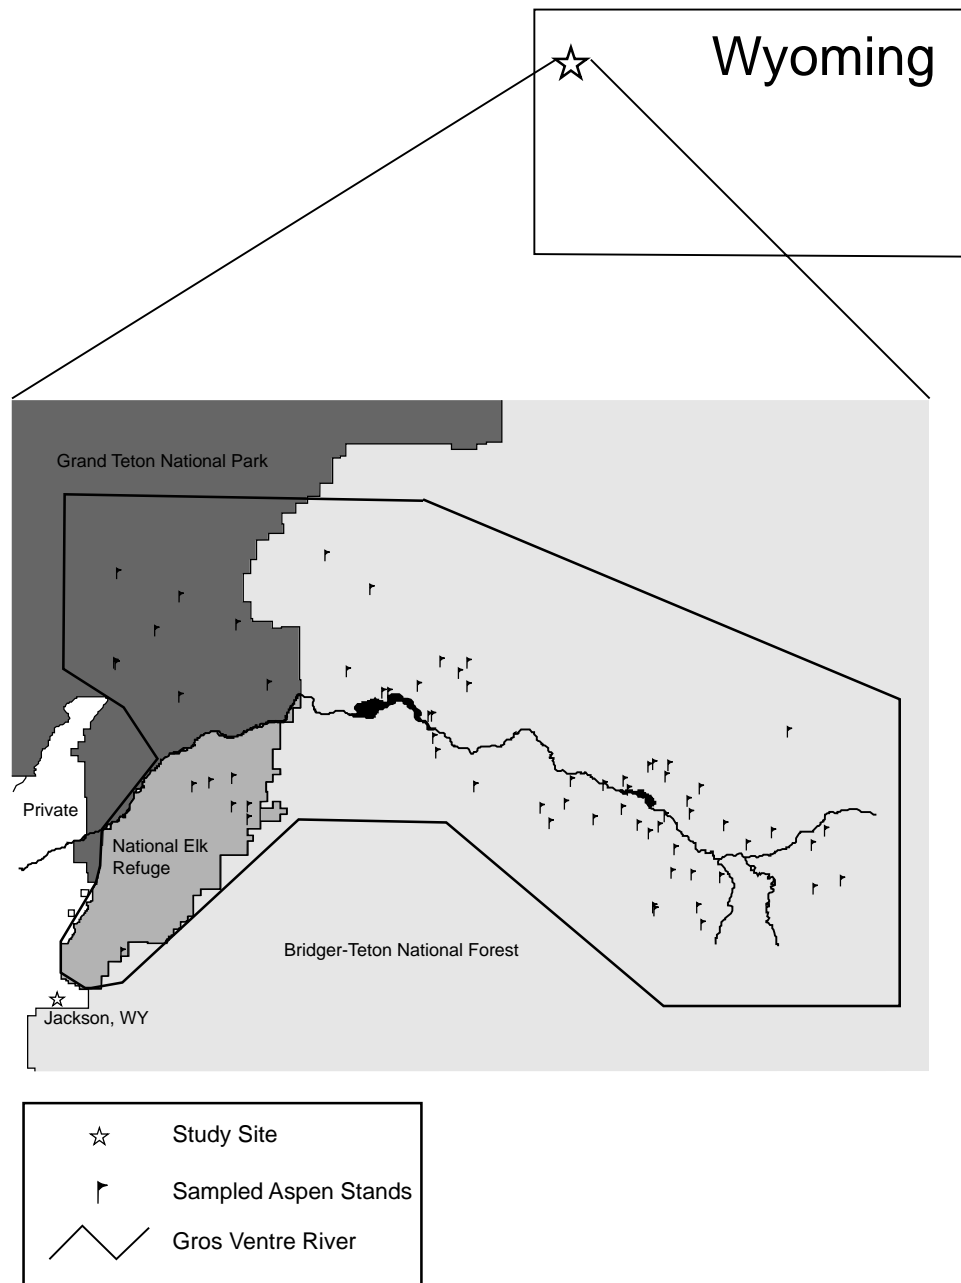 Wyoming
Grand Teton National Park
Private
National Elk
Refuge
Bridger-Teton National Forest
Jackson, WY
Study Site
Sampled Aspen Stands
Gros Ventre River